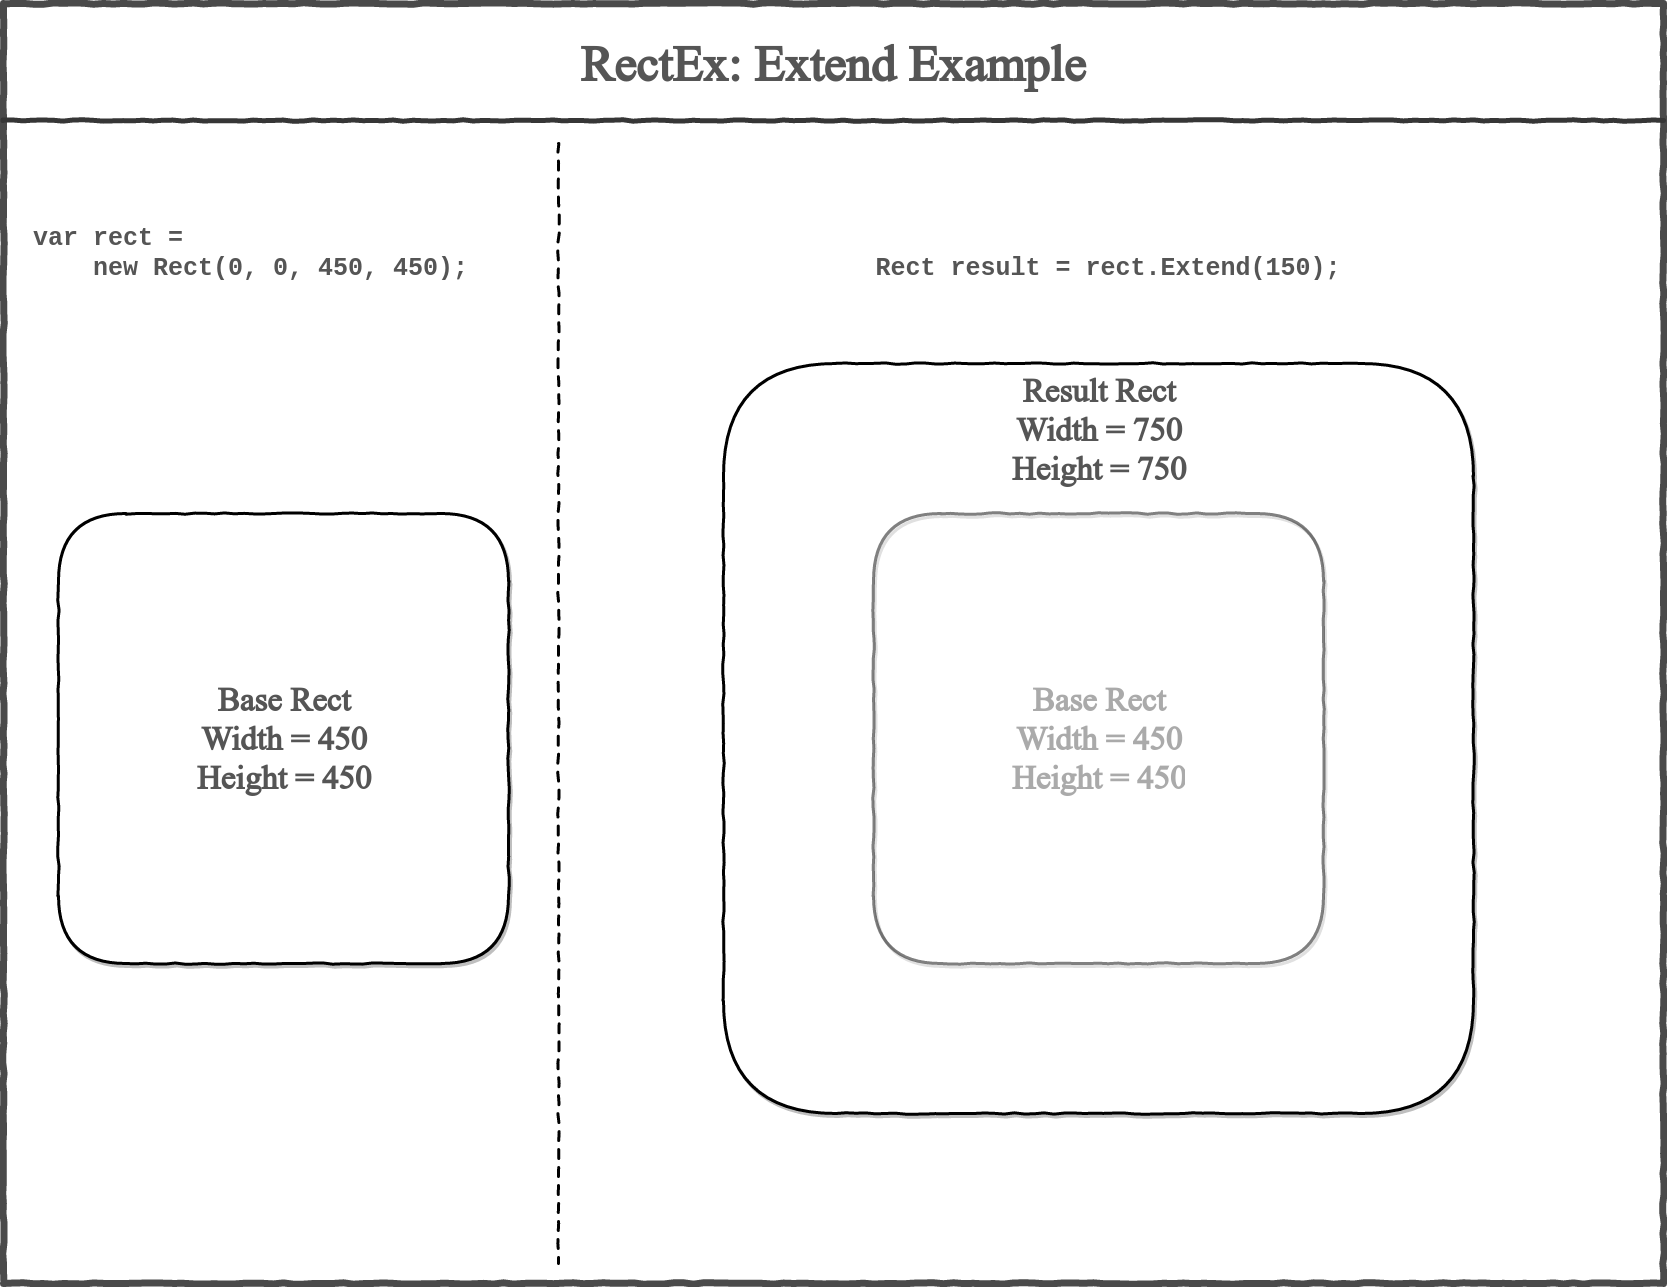 RectEx: Extend Example
var rect =
    new Rect(0, 0, 450, 450);
Base Rect
Width = 450
Height = 450
Rect result = rect.Extend(150);
Result Rect
Width = 750
Height = 750
Base Rect
Width = 450
Height = 450